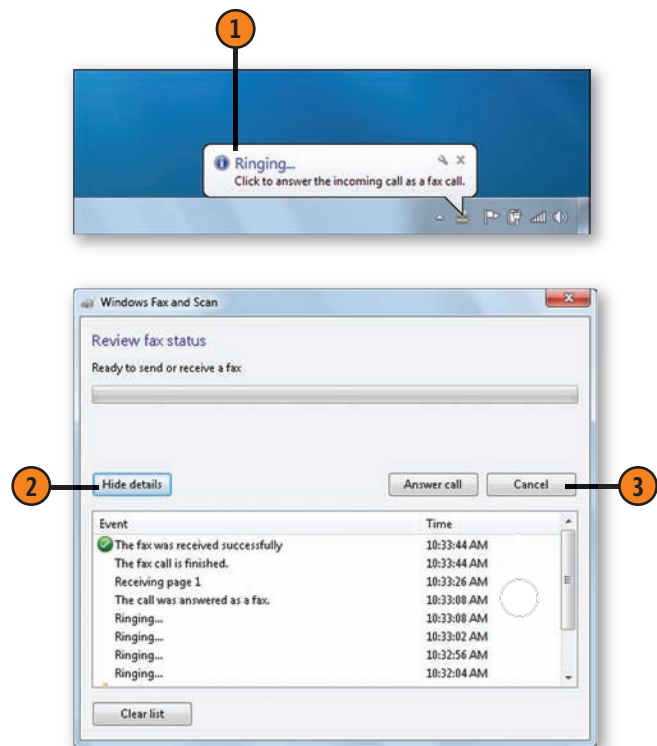 1
Ringing...
Click to answer the incoming call as a fax call.
Windows Fax and Scan
Review fax status
Ready to send or receive a fax
2
Hide details
Answer call
Cancel
3
Event Time
The fax was received successfully 10:33:44 AM
The fax call is finished. 10:33:44 AM
Receiving page 1 10:33:26 AM
The call was answered as a fax. 10:33:08 AM
Ringing... 10:33:08 AM
Ringing... 10:33:02 AM
Ringing... 10:32:56 AM
Ringing... 10:32:04 AM
Clear list